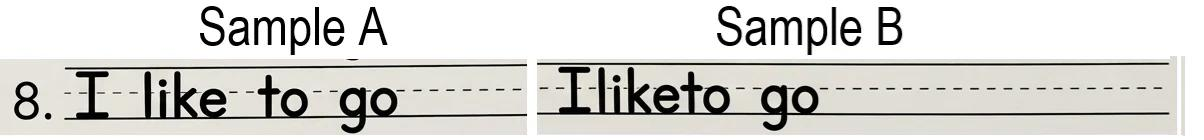 Sample A
Sample B
8. I like to go
Iliketo go